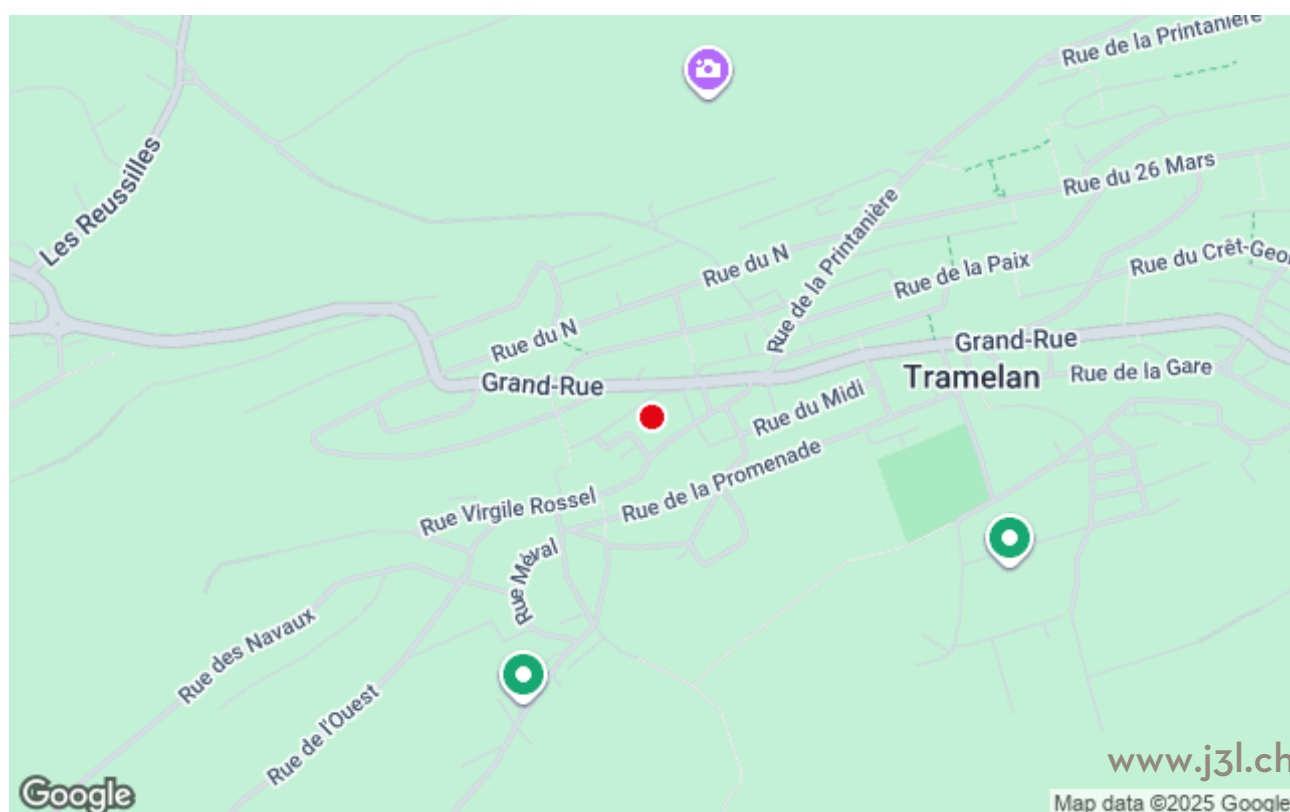 Rue de la Printanière
Les Reussilles
Rue du 26 Mars
Rue de la Printanière
Rue du N
Rue de la Paix
Rue du Crêt-Geor
Rue du N
Grand-Rue
Grand-Rue
Tramelan
Rue de la Gare
Rue du Midi
Rue de la Promenade
Rue Virgile Rossel
Rue Méval
Rue des Navaux
Rue de l'Ouest
www.j3l.ch
Google
Map data ©2025 Google